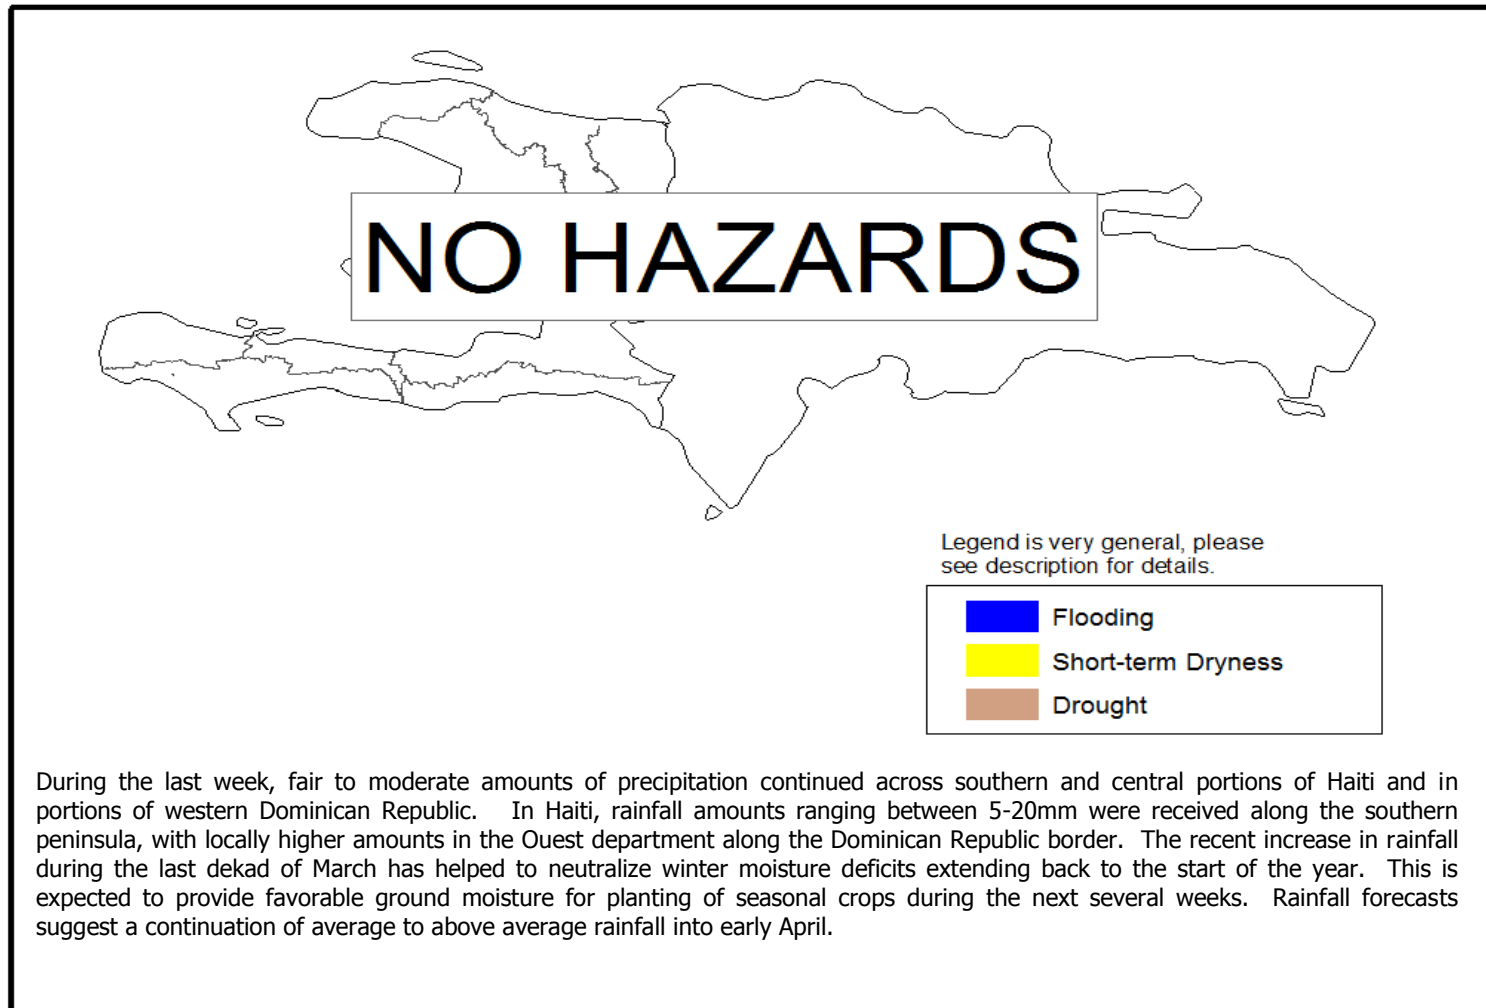 NO HAZARDS
Legend is very general, please
see description for details.
Flooding
Short-term Dryness
Drought
During the last week, fair to moderate amounts of precipitation continued across southern and central portions of Haiti and in
portions of western Dominican Republic. In Haiti, rainfall amounts ranging between 5-20mm were received along the southern
peninsula, with locally higher amounts in the Ouest department along the Dominican Republic border. The recent increase in rainfall
during the last dekad of March has helped to neutralize winter moisture deficits extending back to the start of the year. This is
expected to provide favorable ground moisture for planting of seasonal crops during the next several weeks. Rainfall forecasts
suggest a continuation of average to above average rainfall into early April.